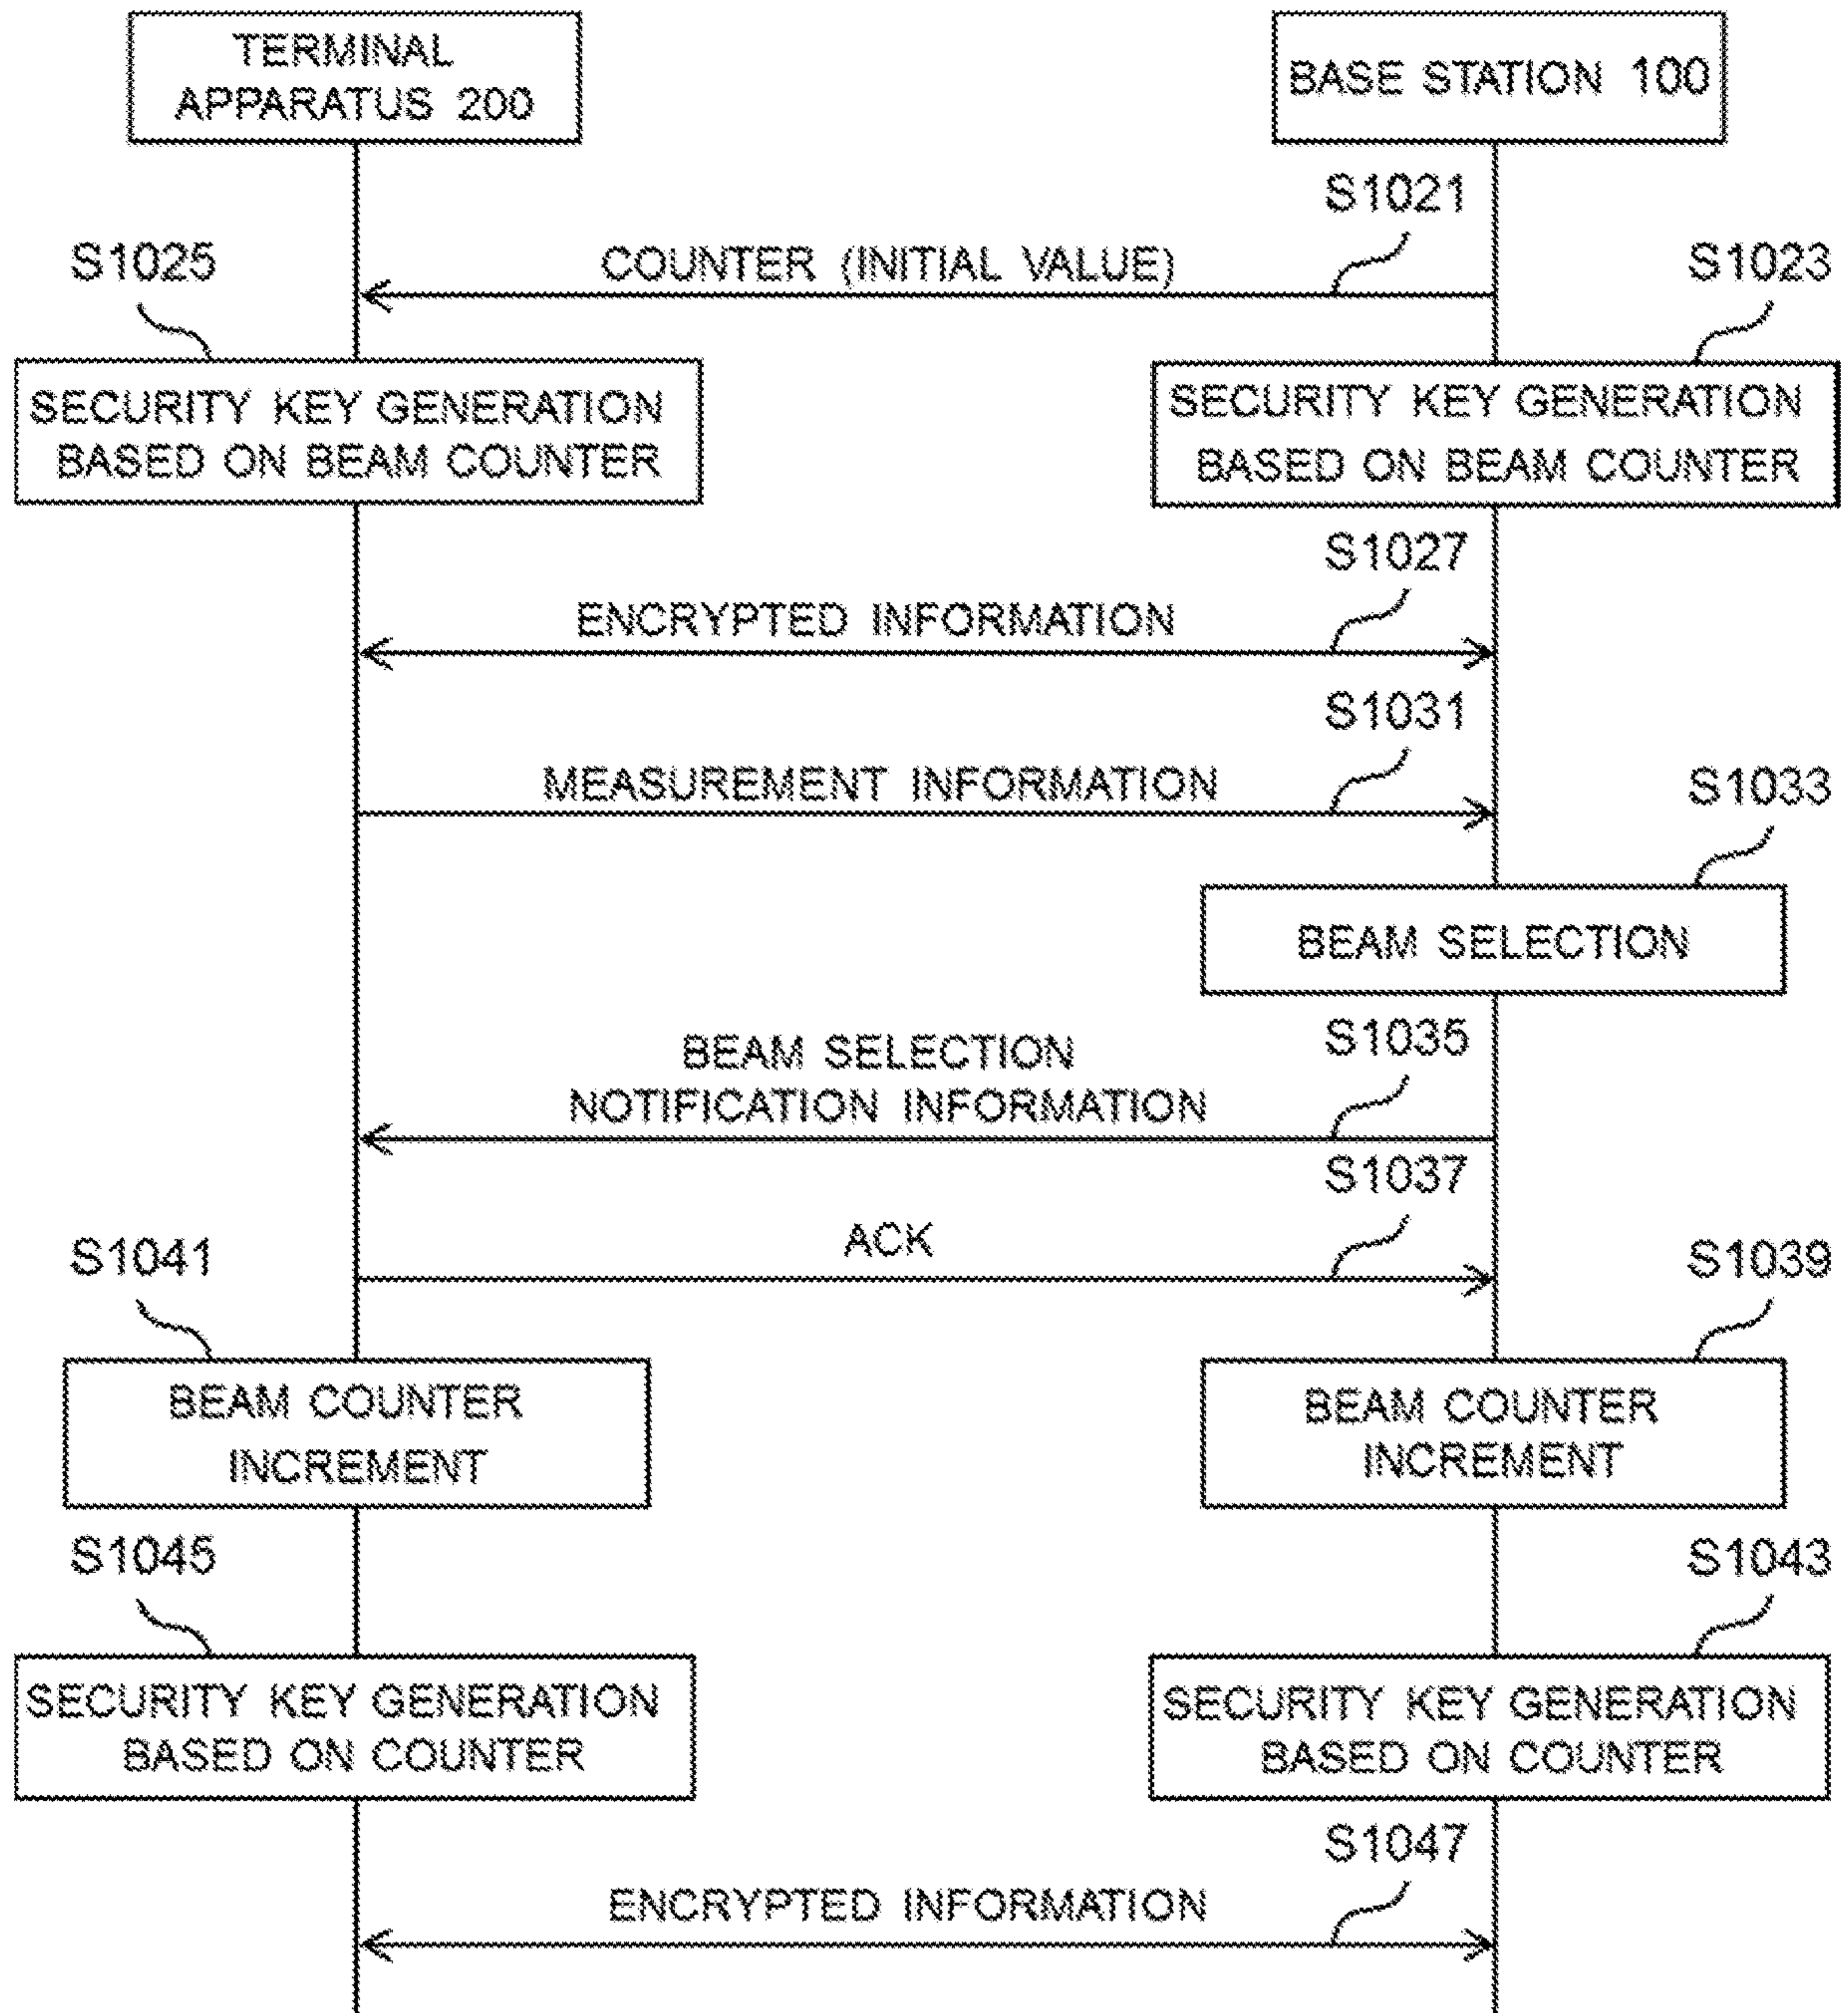 TERMINAL
APPARATUS 200
BASE STATION 100
S1021
COUNTER (INITIAL VALUE)
S1025
S1023
SECURITY KEY GENERATION
BASED ON BEAM COUNTER
SECURITY KEY GENERATION
BASED ON BEAM COUNTER
S1027
ENCRYPTED INFORMATION
S1031
MEASUREMENT INFORMATION
S1033
BEAM SELECTION
S1035
BEAM SELECTION
NOTIFICATION INFORMATION
S1037
ACK
S1041
S1039
BEAM COUNTER
INCREMENT
BEAM COUNTER
INCREMENT
S1045
S1043
SECURITY KEY GENERATION
BASED ON COUNTER
SECURITY KEY GENERATION
BASED ON COUNTER
S1047
ENCRYPTED INFORMATION